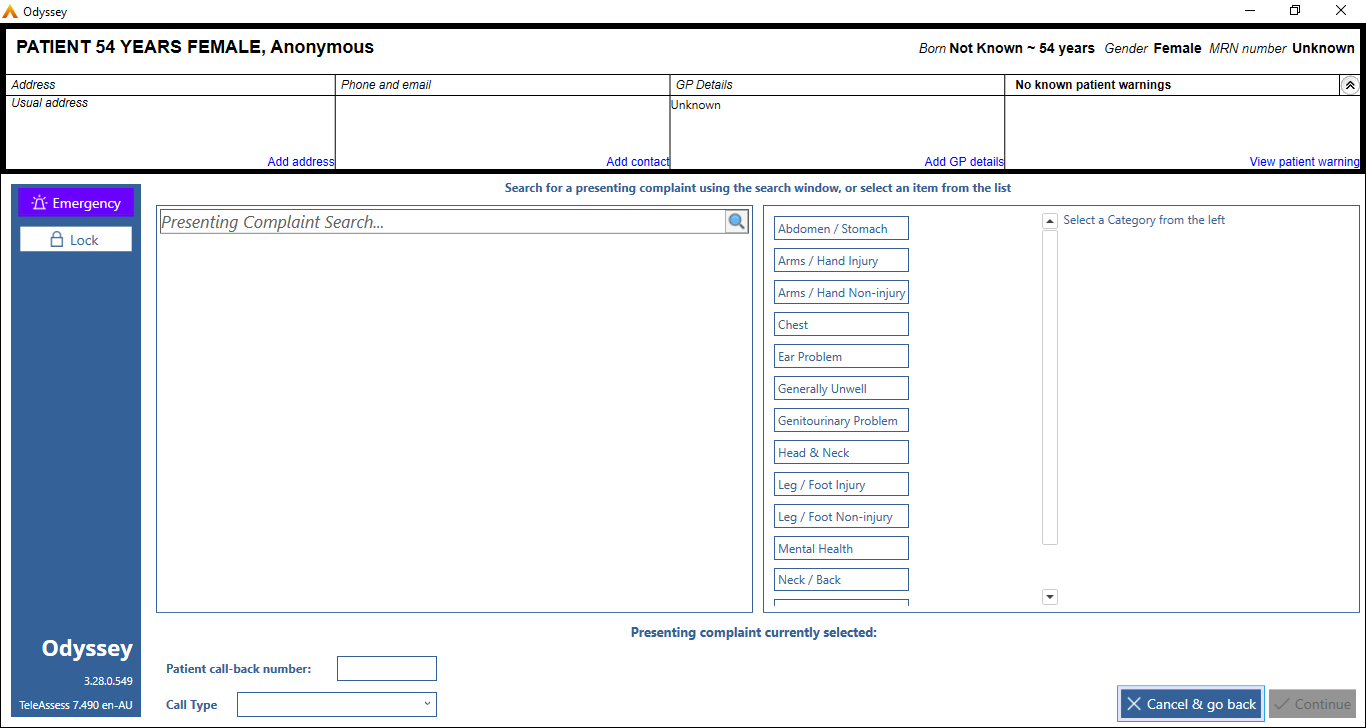 Odyssey
PATIENT 54 YEARS FEMALE, Anonymous
Born Not Known ~ 54 years Gender Female MRN number Unknown
Address
Phone and email
GP Details
No known patient warnings
Usual address
Unknown
Add address
Add contact
Add GP details
View patient warning
Search for a presenting complaint using the search window, or select an item from the list
Emergency
Lock
Presenting Complaint Search...
Abdomen / Stomach
Arms / Hand Injury
Arms / Hand Non-injury
Chest
Ear Problem
Generally Unwell
Genitourinary Problem
Head & Neck
Leg / Foot Injury
Leg / Foot Non-injury
Mental Health
Neck / Back
Select a Category from the left
Presenting complaint currently selected:
Odyssey
3.28.0.549
TeleAssess 7.490 en-AU
Patient call-back number:
Call Type
Cancel & go back
Continue